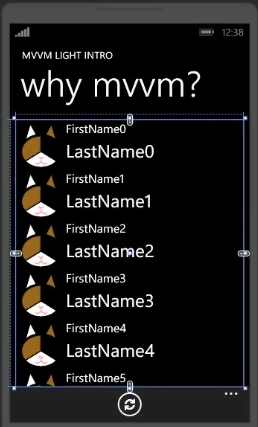 12:38
MVVM LIGHT INTRO
why mvvm?
FirstName0
LastName0
FirstName1
LastName1
FirstName2
LastName2
FirstName3
LastName3
FirstName4
LastName4
FirstName5